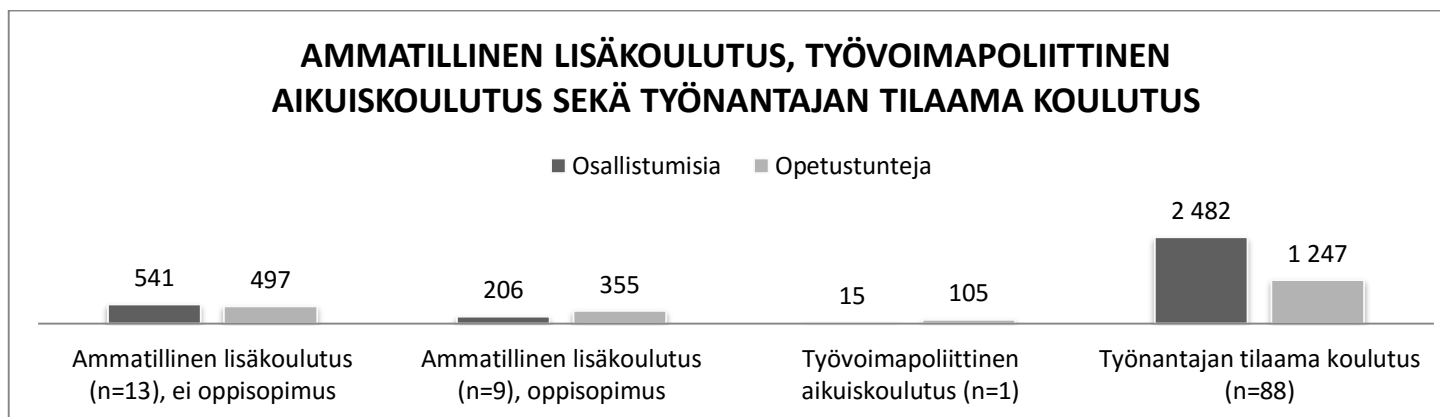 AMMATILLINEN LISÄKOULUTUS, TYÖVOIMAPOLIITTINEN
AIKUISKOULUTUS SEKÄ TYÖNANTAJAN TILAAMA KOULUTUS
Osallistumisia Opetustunteja
541 497 206 355 15 105 2 482 1 247
Ammatillinen lisäkoulutus
(n=13), ei oppisopimus
Ammatillinen lisäkoulutus
(n=9), oppisopimus
Työvoimapoliittinen
aikuiskoulutus (n=1)
Työnantajan tilaama koulutus
(n=88)